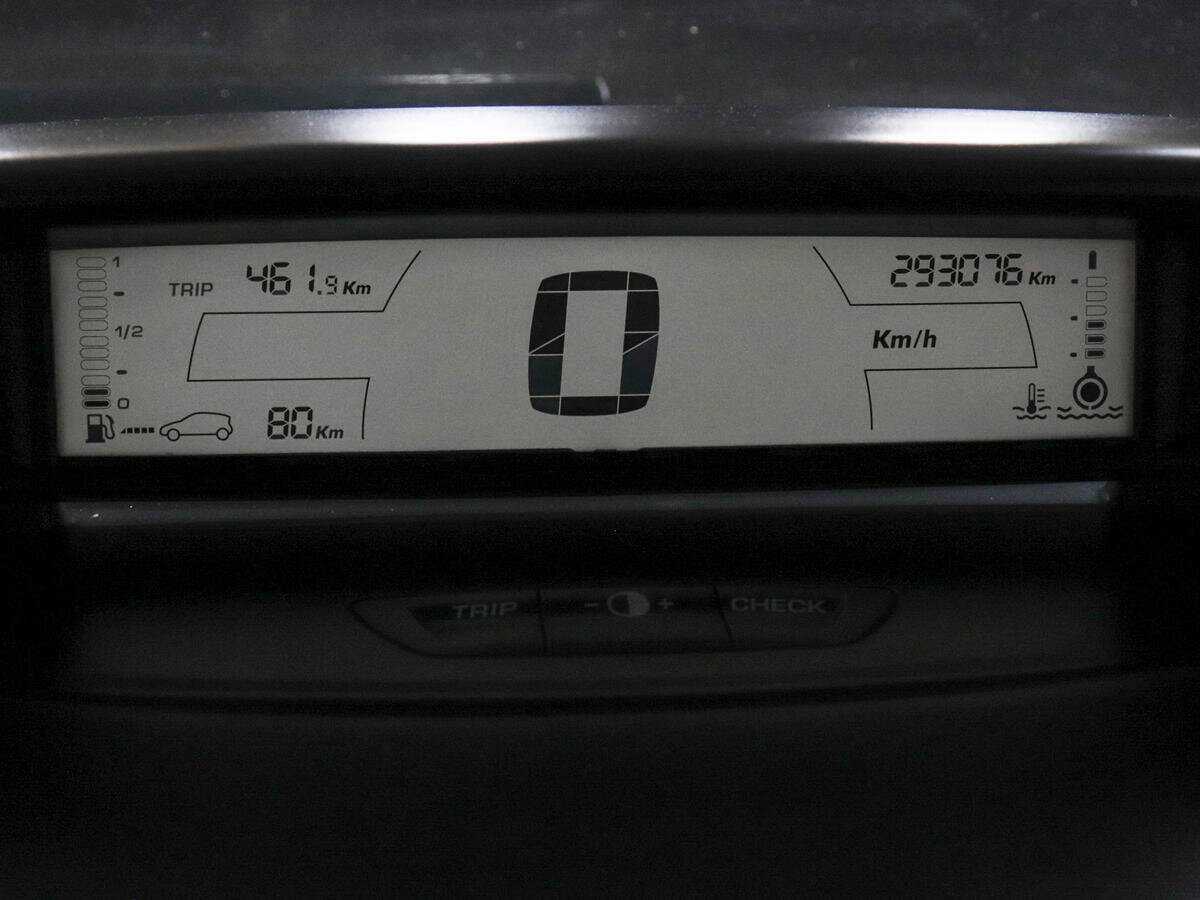 1
TRIP 461.9 Km
293076 Km
1/2
0
Km/h
0
80 Km
TRIP - + CHECK